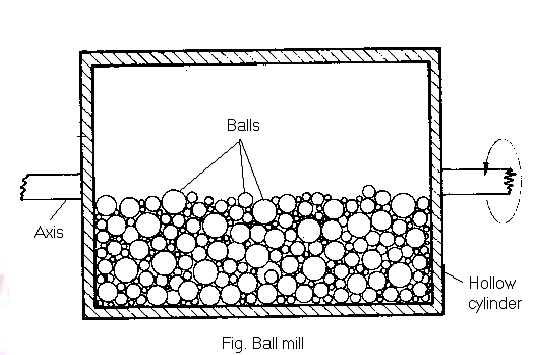 Balls
Axis
Hollow
cylinder
Fig. Ball mill